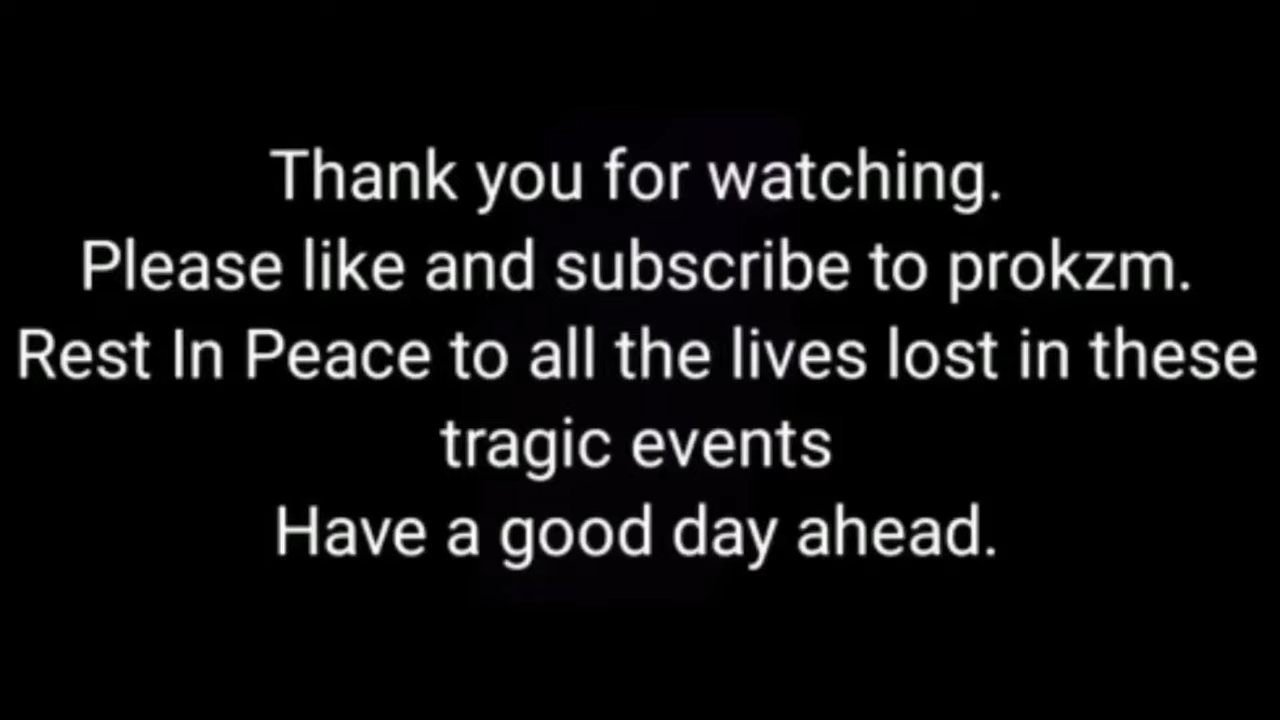 Thank you for watching.
Please like and subscribe to prokzm.
Rest In Peace to all the lives lost in these
tragic events
Have a good day ahead.